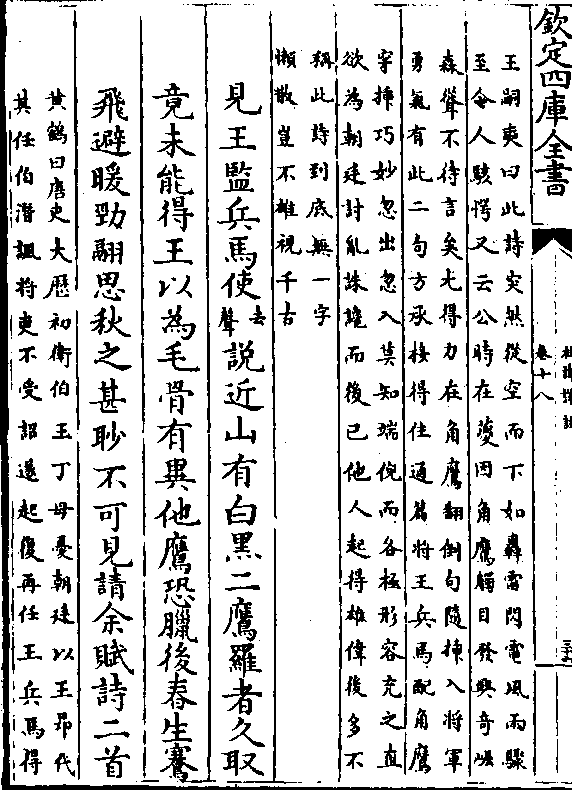 欽定四庫全書
卷十八
王嗣奭曰此詩突然從空而下如轟雷閃電風雨驟
至令人駭愕又云公時在夔因角鷹觸目發興奇崛
森聳不待言矣尤得力在角鷹翻倒句隨揷入將軍
勇氣有此二句方承接得住通篇將王兵馬配角鷹
穿揷巧妙忽出忽入莫知端倪而各極形容充之直
欲為朝廷討亂誅讒而後已他人起得雄偉後多不
稱此詩到底無一字
懶散豈不雄視千古
見王監兵馬使去聲說近山有白黑二鷹羅者久取
竟未能得王以為毛骨有異他鷹恐臘後春生騫
飛避暖勁翮思秋之甚眇不可見請余賦詩二首
黄鶴曰唐史大厯初衛伯玉丁母憂朝廷以王昂代
其任伯潛諷將吏不受詔遂起復再任王兵馬得